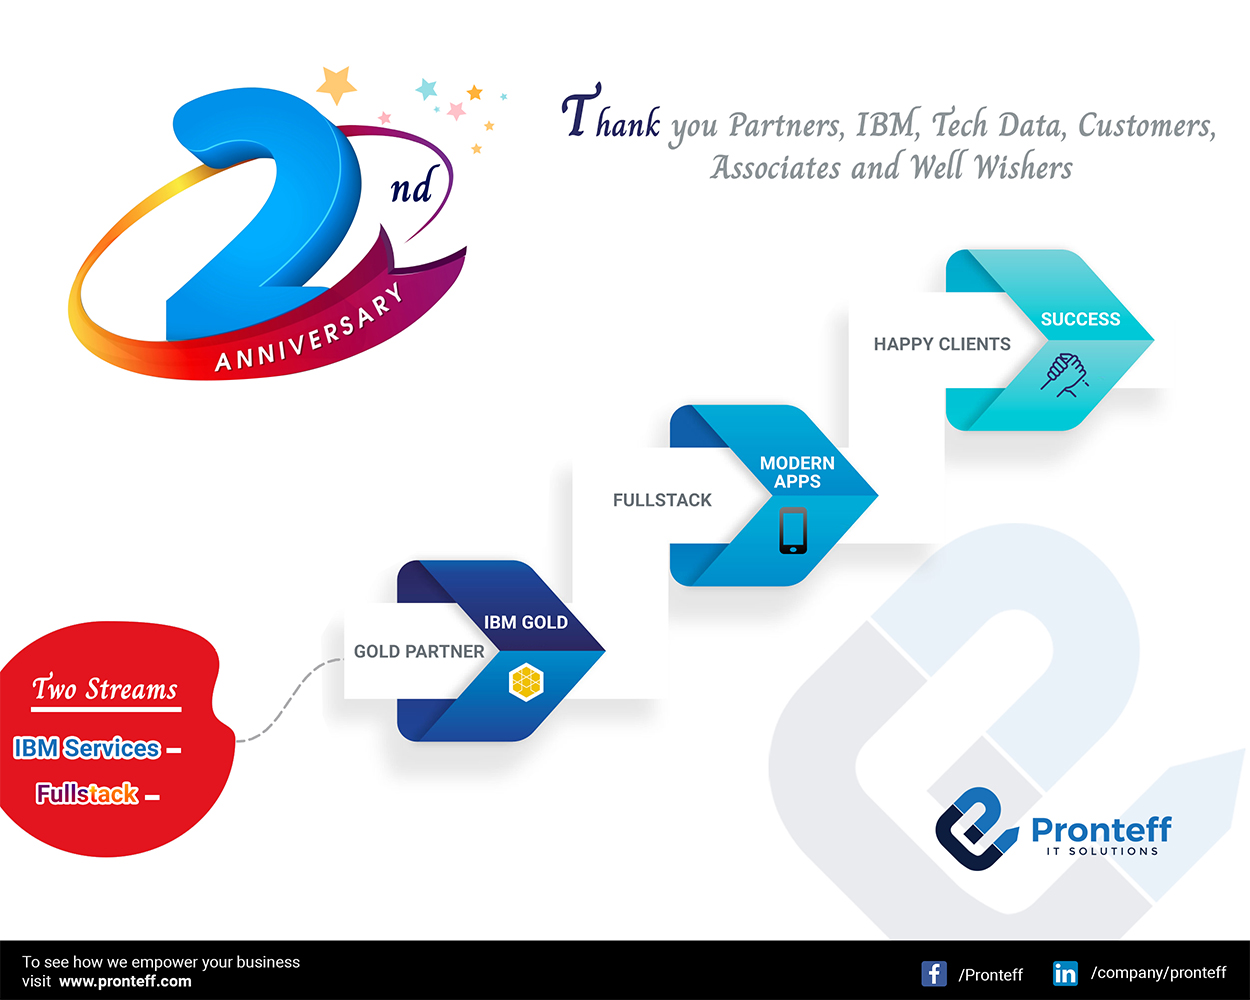 2nd
ANNIVERSARY
Thank you Partners, IBM, Tech Data, Customers,
Associates and Well Wishers
SUCCESS
HAPPY CLIENTS
MODERN
APPS
FULLSTACK
IBM GOLD
GOLD PARTNER
Two Streams
IBM Services –
Fullstack –
Pronteff
IT SOLUTIONS
To see how we empower your business
visit www.pronteff.com
/Pronteff
/company/pronteff